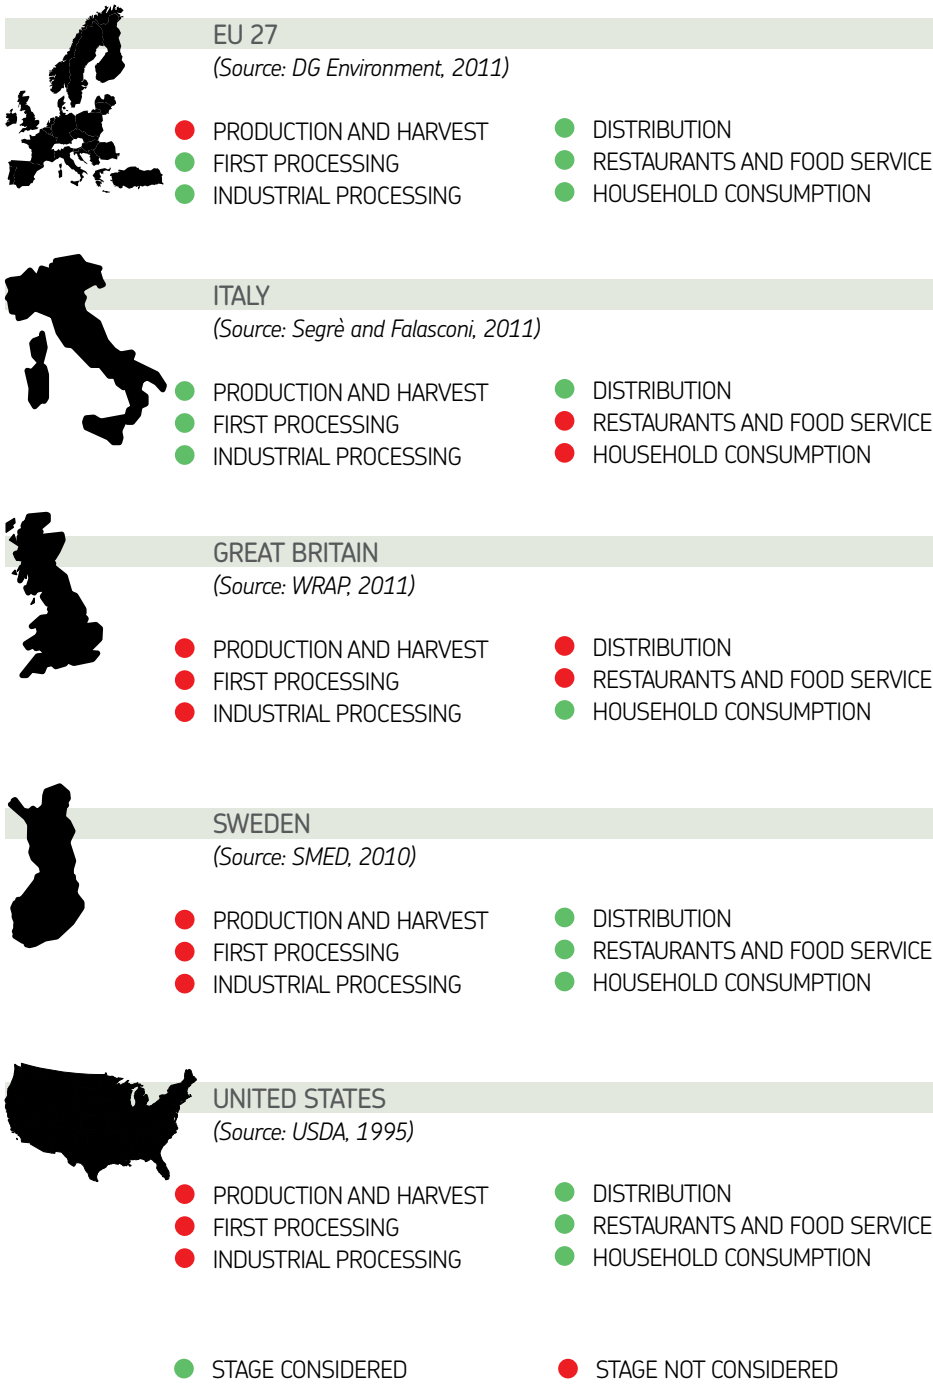 EU 27
(Source: DG Environment, 2011)
PRODUCTION AND HARVEST
FIRST PROCESSING
INDUSTRIAL PROCESSING
DISTRIBUTION
RESTAURANTS AND FOOD SERVICE
HOUSEHOLD CONSUMPTION
ITALY
(Source: Segrè and Falasconi, 2011)
PRODUCTION AND HARVEST
FIRST PROCESSING
INDUSTRIAL PROCESSING
DISTRIBUTION
RESTAURANTS AND FOOD SERVICE
HOUSEHOLD CONSUMPTION
GREAT BRITAIN
(Source: WRAP, 2011)
PRODUCTION AND HARVEST
FIRST PROCESSING
INDUSTRIAL PROCESSING
DISTRIBUTION
RESTAURANTS AND FOOD SERVICE
HOUSEHOLD CONSUMPTION
SWEDEN
(Source: SMED, 2010)
PRODUCTION AND HARVEST
FIRST PROCESSING
INDUSTRIAL PROCESSING
DISTRIBUTION
RESTAURANTS AND FOOD SERVICE
HOUSEHOLD CONSUMPTION
UNITED STATES
(Source: USDA, 1995)
PRODUCTION AND HARVEST
FIRST PROCESSING
INDUSTRIAL PROCESSING
DISTRIBUTION
RESTAURANTS AND FOOD SERVICE
HOUSEHOLD CONSUMPTION
STAGE CONSIDERED
STAGE NOT CONSIDERED